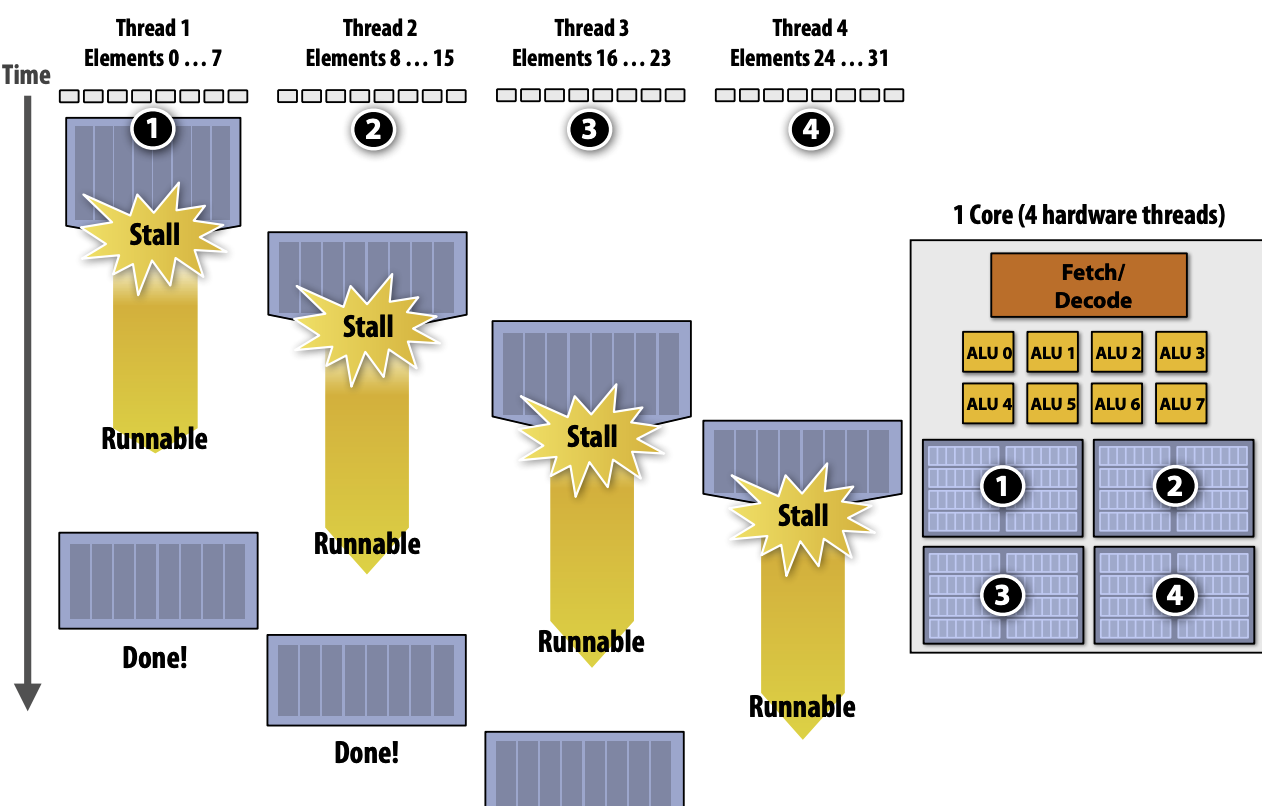 Thread 1
Elements 0 … 7
Thread 2
Elements 8 … 15
Thread 3
Elements 16 … 23
Thread 4
Elements 24 … 31
Time
1
2
3
4
Stall
Stall
Stall
Stall
Runnable
Runnable
Runnable
Runnable
Done!
Done!
1 Core (4 hardware threads)
Fetch/
Decode
ALU 0
ALU 1
ALU 2
ALU 3
ALU 4
ALU 5
ALU 6
ALU 7
1
2
3
4